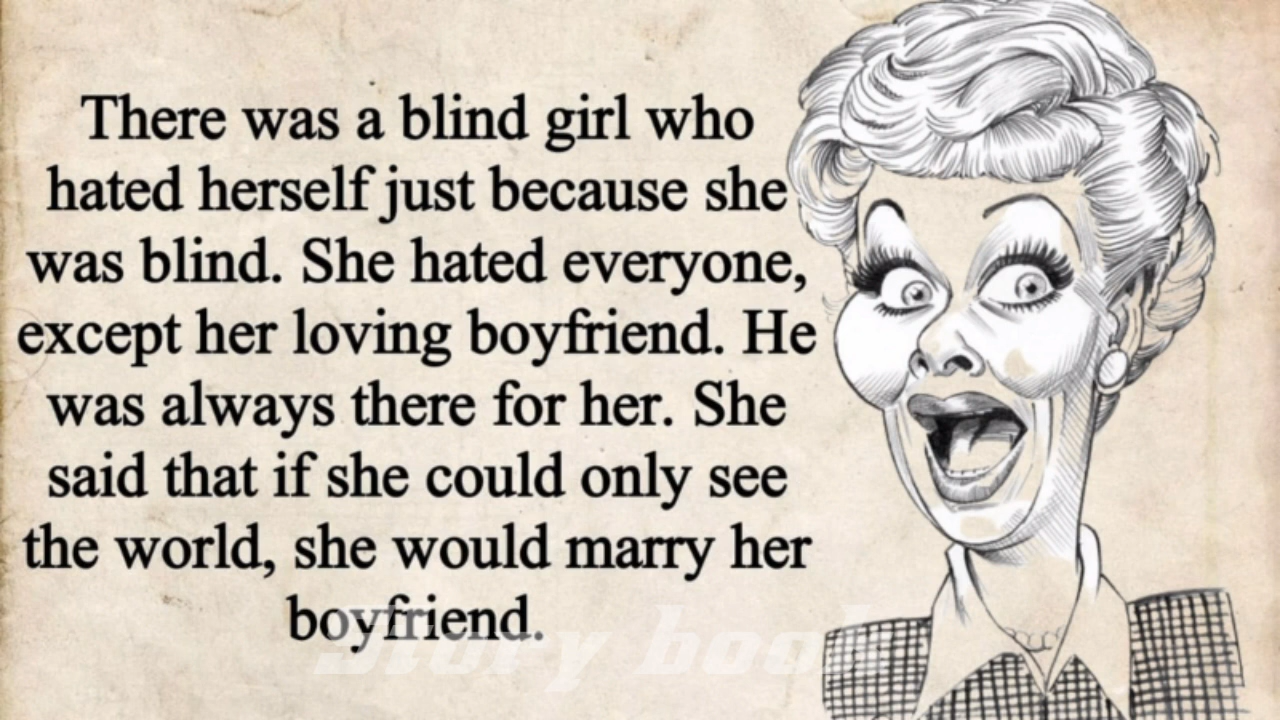 There was a blind girl who
hated herself just because she
was blind. She hated everyone,
except her loving boyfriend. He
was always there for her. She
said that if she could only see
the world, she would marry her
boyfriend.
Story book